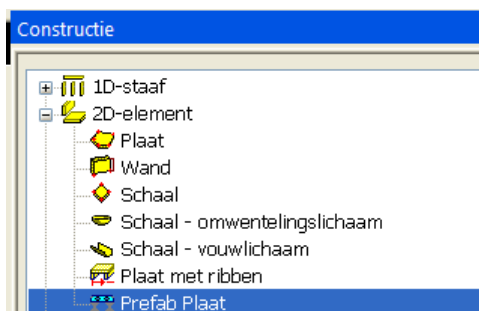 Constructie
1D-staaf
2D-element
Plaat
Wand
Schaal
Schaal - omwentelingslichaam
Schaal - vouwlichaam
Plaat met ribben
Prefab Plaat